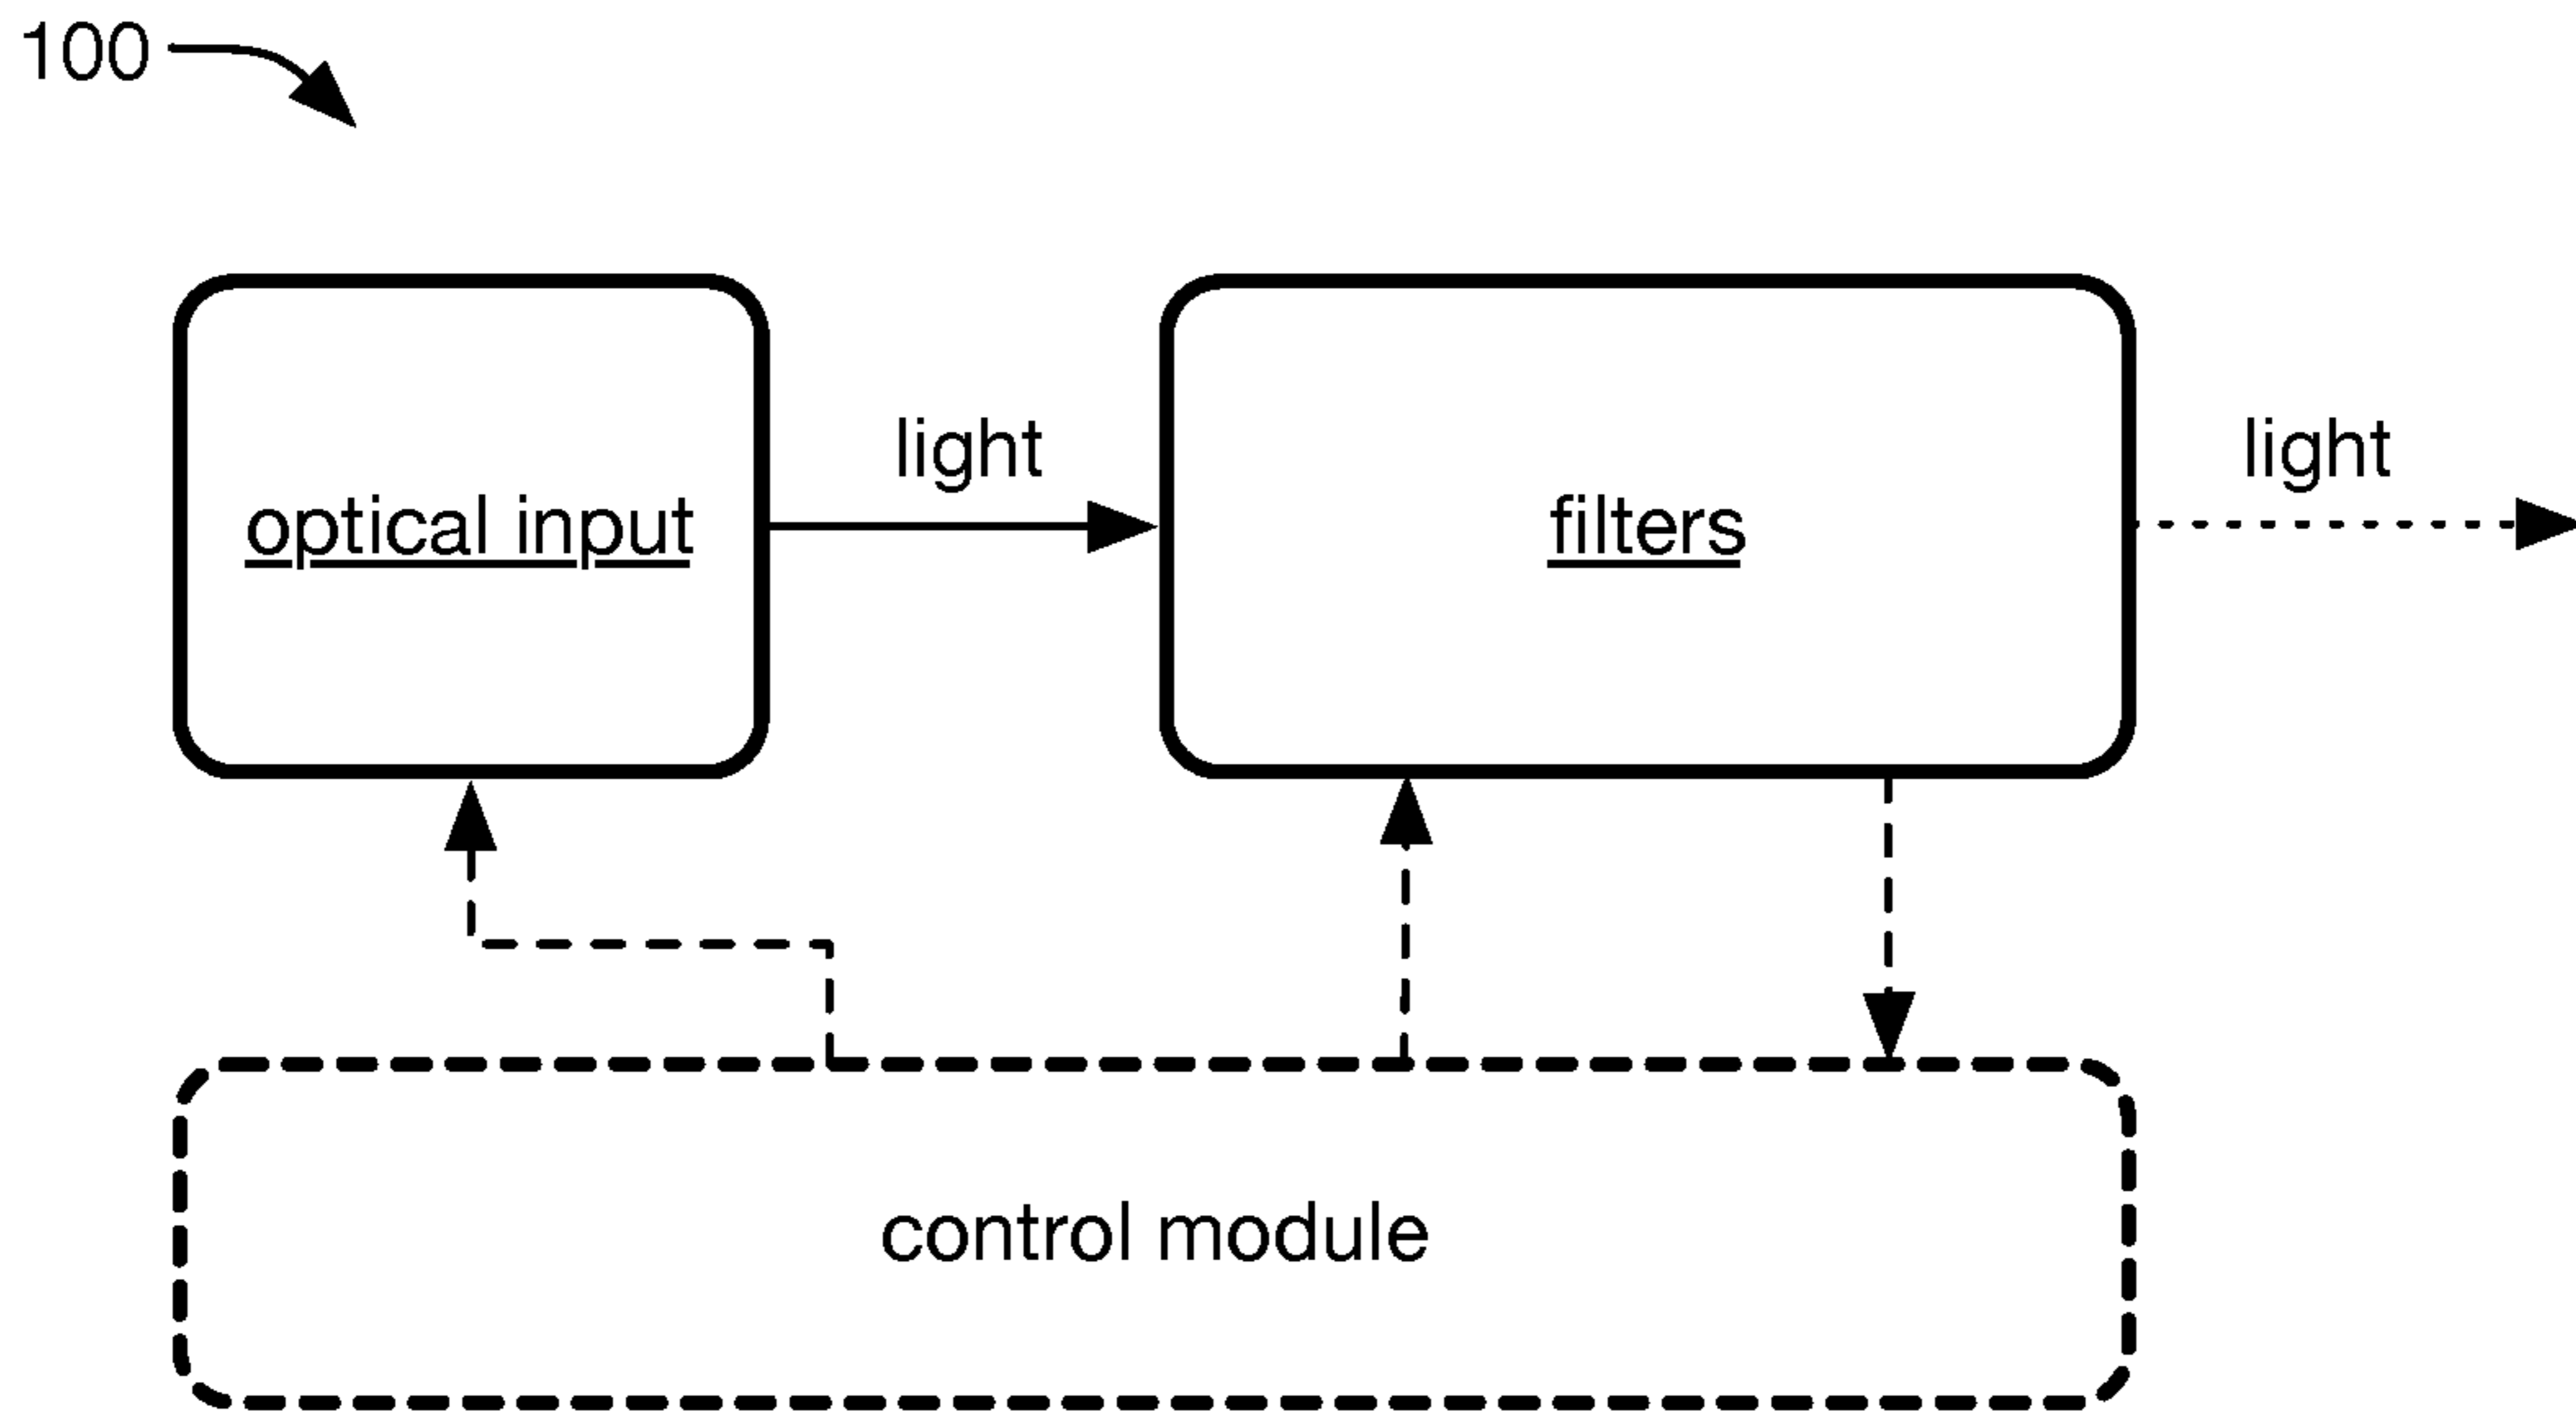 100
light
light
optical input
filters
control module